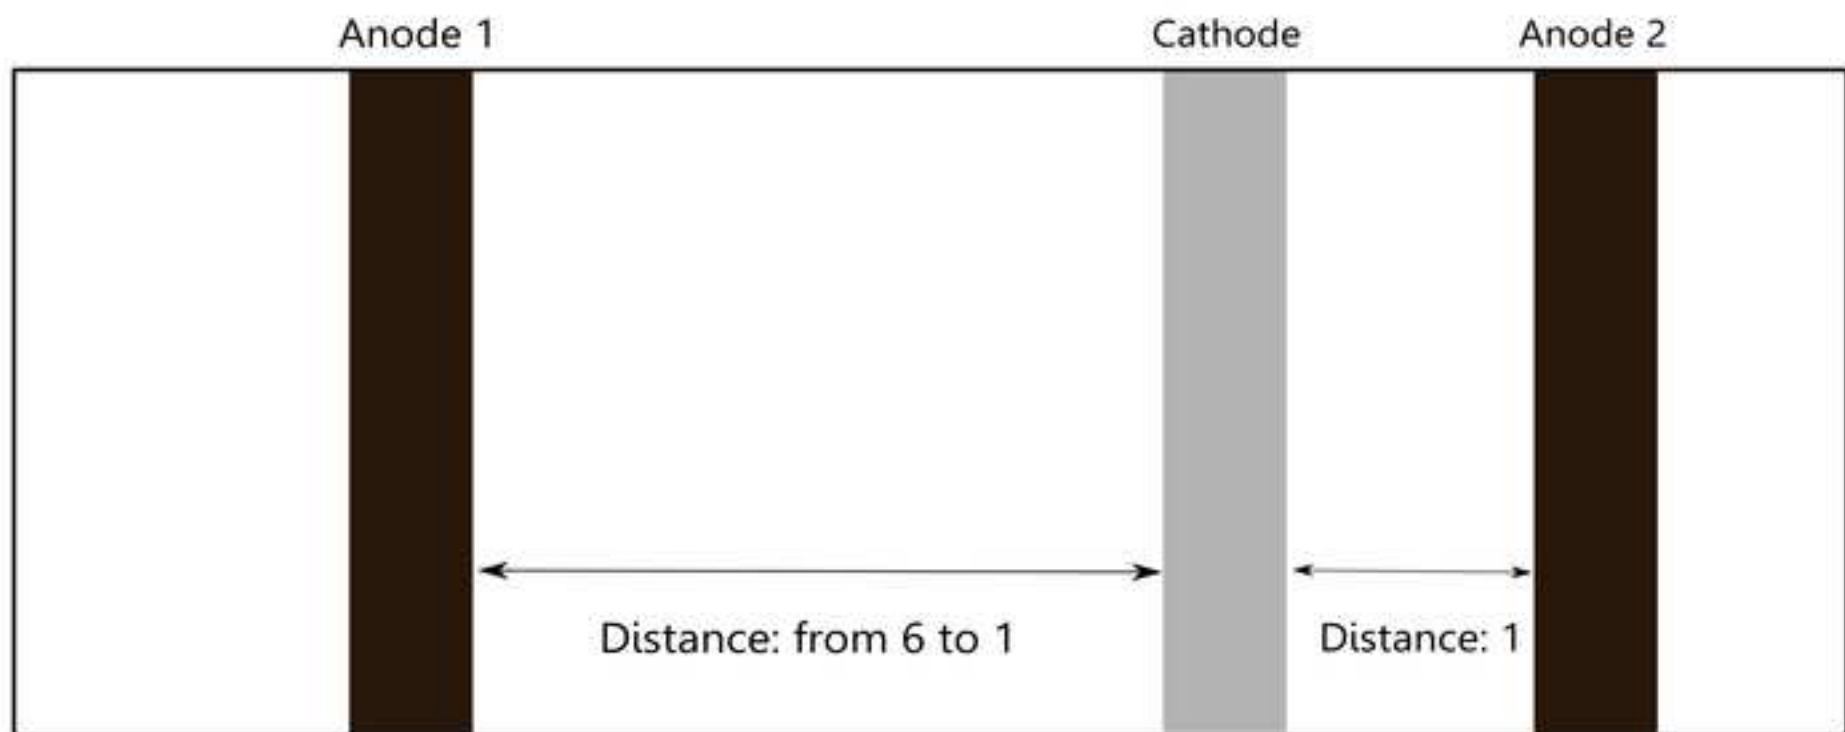 Anode 1
Cathode
Anode 2
Distance: from 6 to 1
Distance: 1